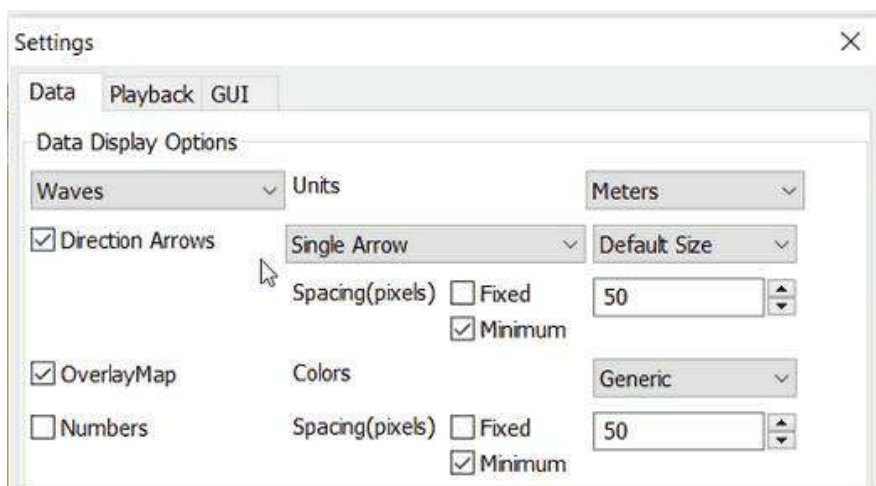 Settings
Data Playback GUI
Data Display Options
Waves Units Meters
Direction Arrows Single Arrow Default Size
Spacing(pixels) Fixed 50
Minimum
OverlayMap Colors Generic
Numbers Spacing(pixels) Fixed 50
Minimum